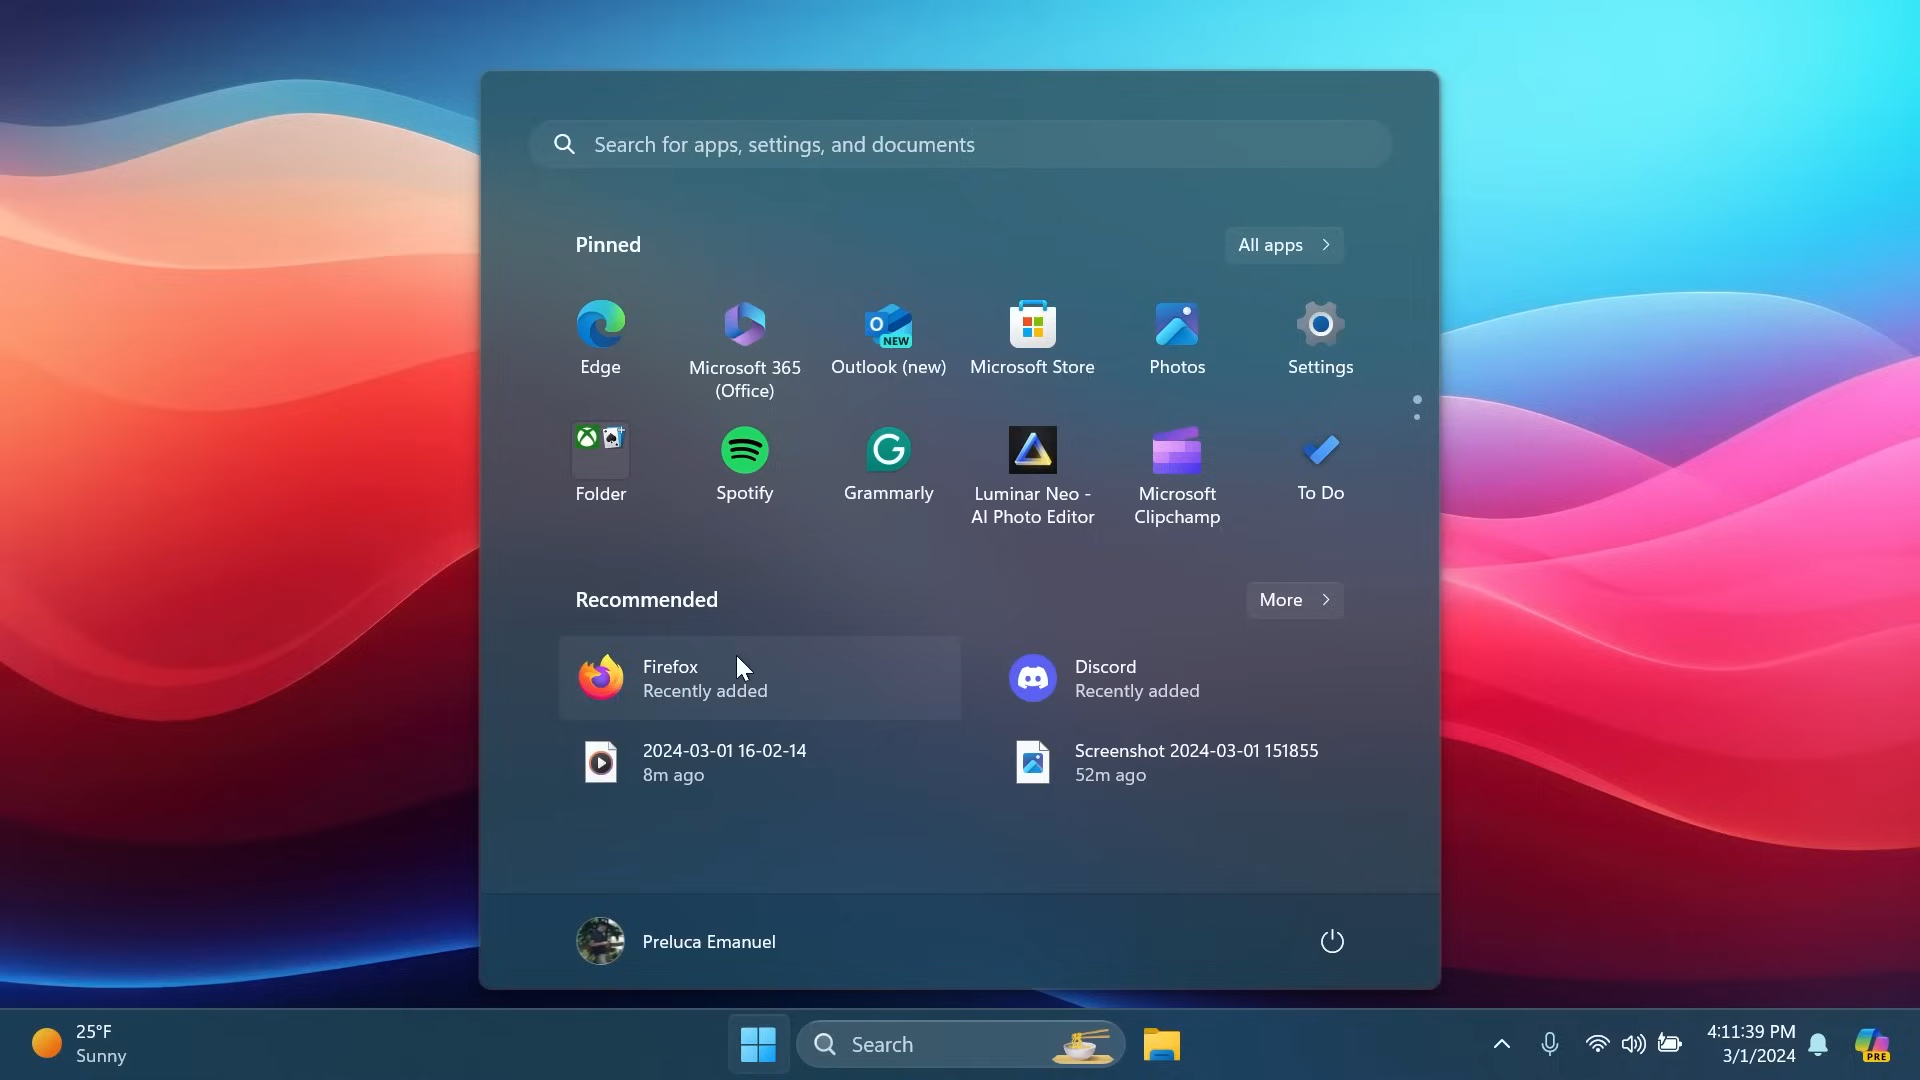 Search for apps, settings, and documents
Pinned
All apps
Edge
Microsoft 365
(Office)
Outlook (new)
Microsoft Store
Photos
Settings
O
NEW
Folder
Spotify
Grammarly
Luminar Neo -
AI Photo Editor
Microsoft
Clipchamp
To Do
Recommended
More
Firefox
Recently added
Discord
Recently added
2024-03-01 16-02-14
8m ago
Screenshot 2024-03-01 151855
52m ago
Preluca Emanuel
25°F
Sunny
Search
4:11:39 PM
3/1/2024
PRE